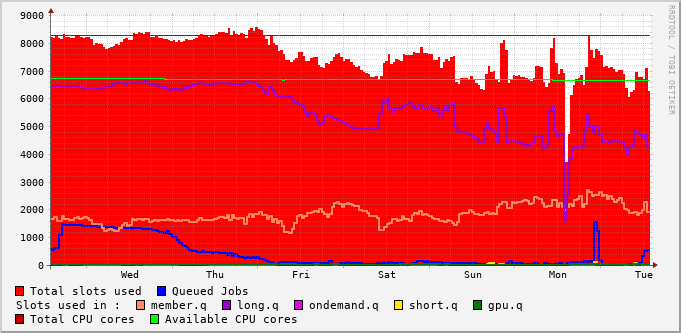 9000
8000
7000
6000
5000
4000
3000
2000
1000
0
Wed Thu Fri Sat Sun Mon Tue
Total slots used Queued Jobs
Slots used in : member.q long.q ondemand.q short.q gpu.q
Total CPU cores Available CPU cores
RRDTOOL / TOBI OETIKER